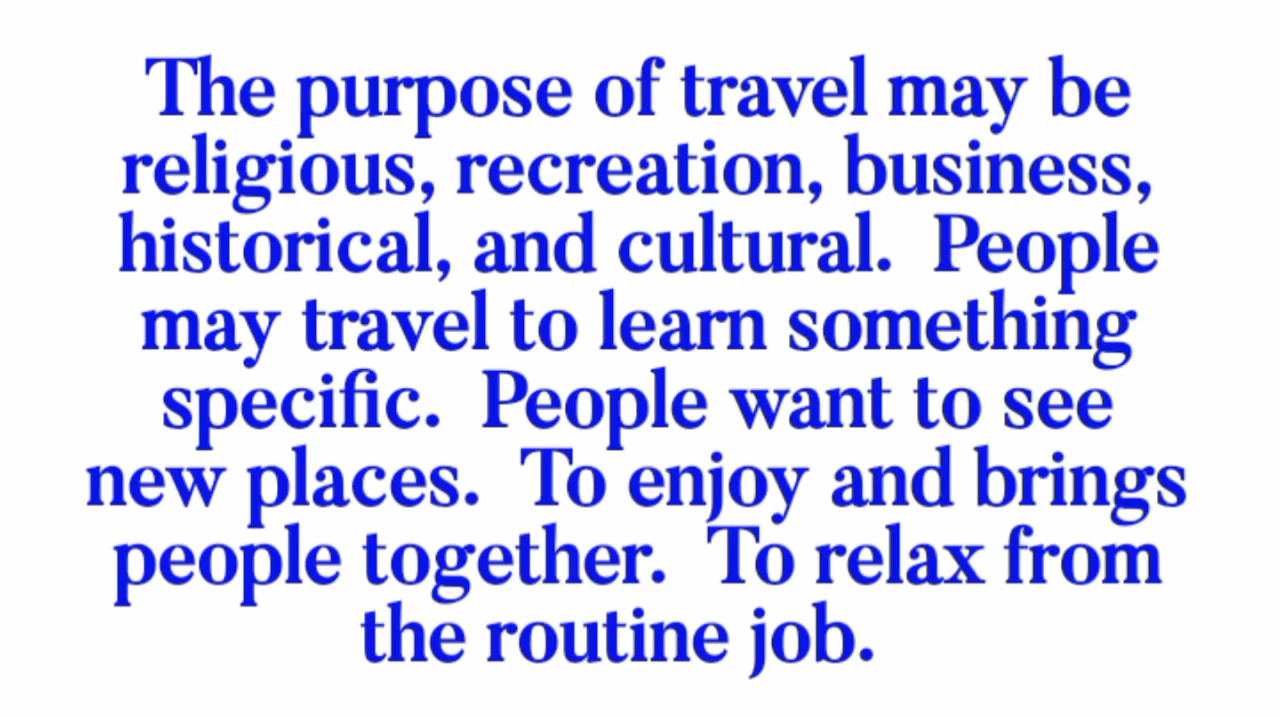 The purpose of travel may be
religious, recreation, business,
historical, and cultural.  People
may travel to learn something
specific.  People want to see
new places.  To enjoy and brings
people together.  To relax from
the routine job.